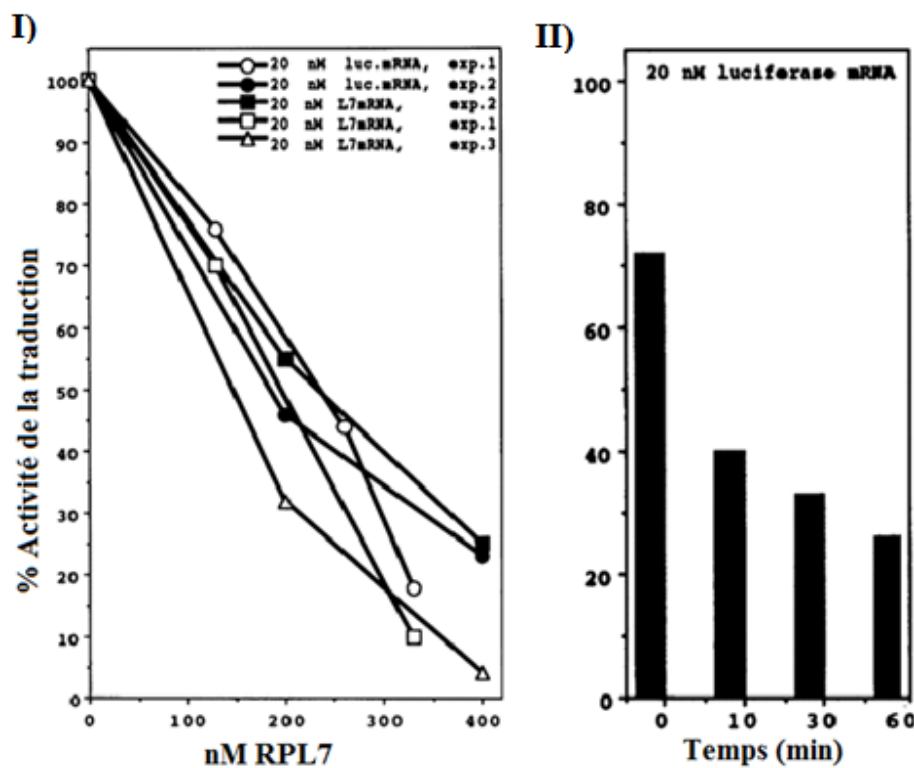 I)
20 nM luc.mRNA, exp.1
20 nM luc.mRNA, exp.2
20 nM L7mRNA, exp.2
20 nM L7mRNA, exp.1
20 nM L7mRNA, exp.3
% Activité de la traduction
100
90
80
70
60
50
40
30
20
10
0
0 100 200 300 400
nM RPL7
II)
20 nM luciferase mRNA
100
80
60
40
20
0
0 10 30 60
Temps (min)